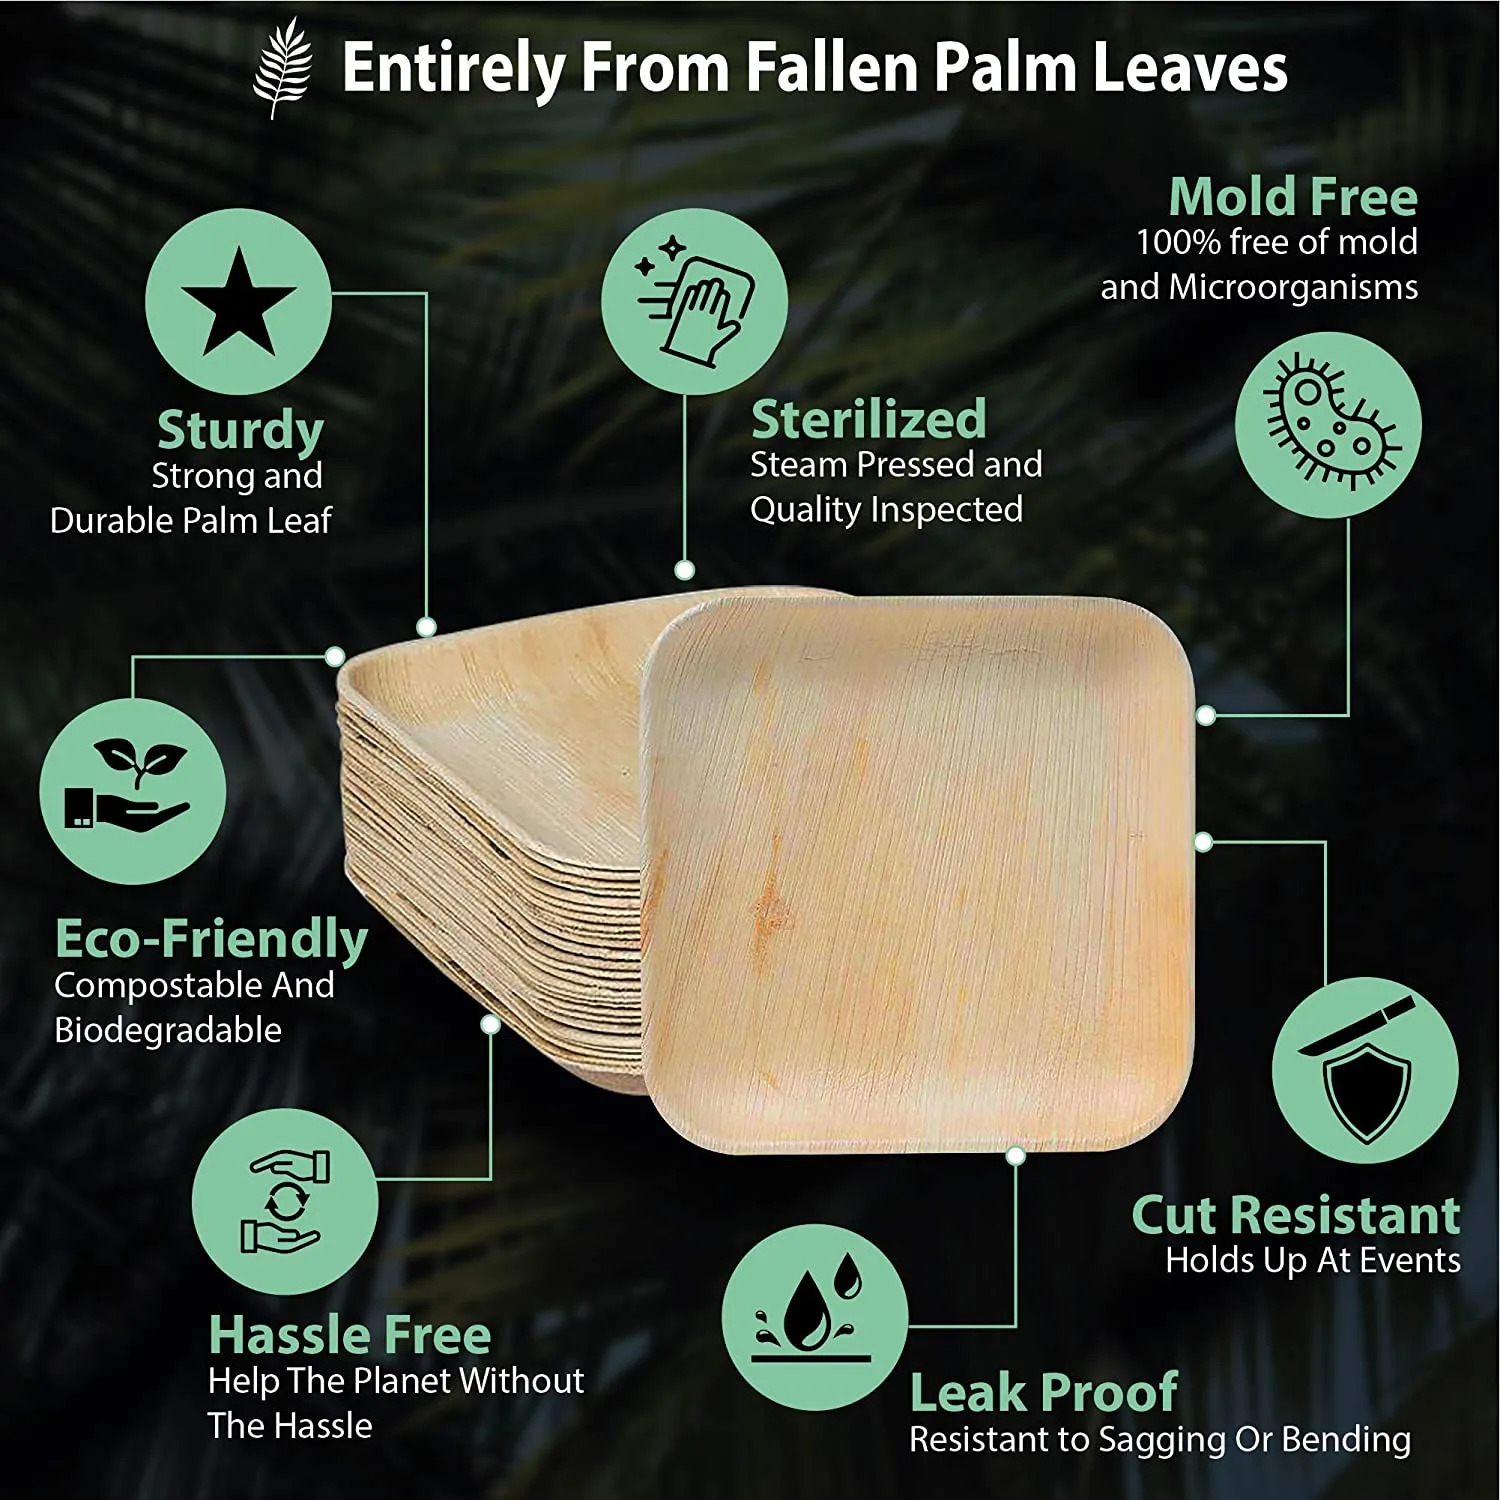 Entirely From Fallen Palm Leaves
Mold Free
100% free of mold
and Microorganisms
Sturdy
Strong and
Durable Palm Leaf
Sterilized
Steam Pressed and
Quality Inspected
Eco-Friendly
Compostable And
Biodegradable
Cut Resistant
Holds Up At Events
Hassle Free
Help The Planet Without
The Hassle
Leak Proof
Resistant to Sagging Or Bending